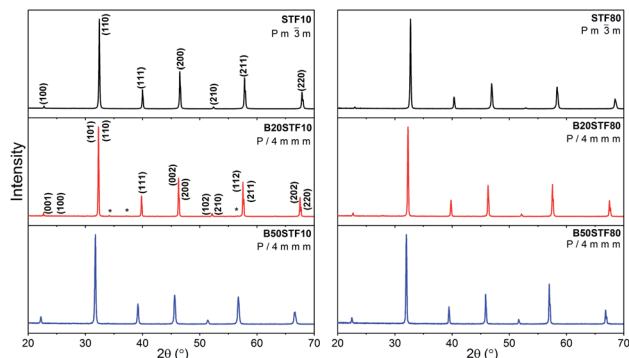 STF10
P m 3̅ m
(100)
(110)
(111)
(200)
(210)
(211)
(220)
B20STF10
P / 4 m m m
(001)
(100)
(101)
(110)
*
*
(111)
(002)
(200)
(102)
(210)
*
(112)
(211)
(202)
(220)
B50STF10
P / 4 m m m
Intensity
20 30 40 50 60 70
2θ (°)
STF80
P m 3̅ m
B20STF80
P / 4 m m m
B50STF80
P / 4 m m m
20 30 40 50 60 70
2θ (°)